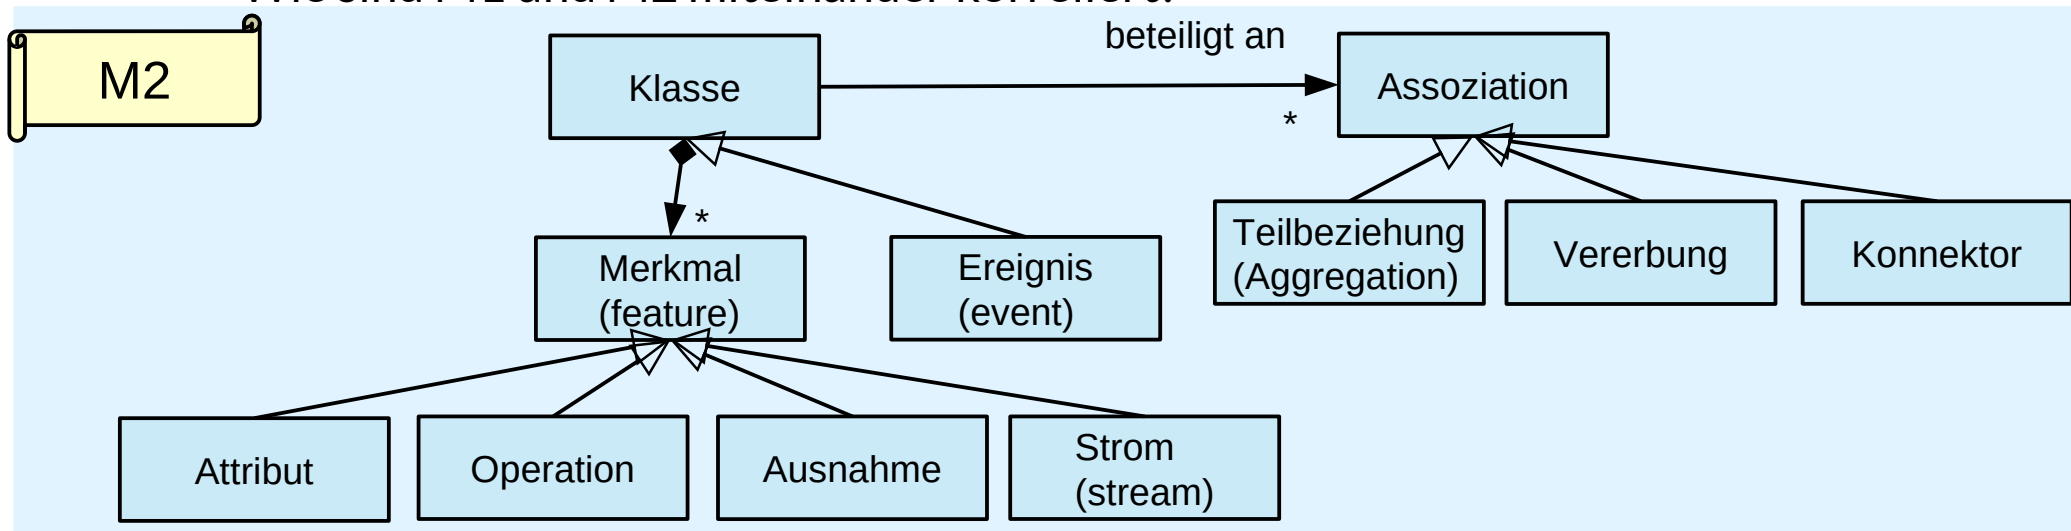 M2
Klasse
beteiligt an
*
Assoziation
*
Merkmal
(feature)
Ereignis
(event)
Teilbeziehung
(Aggregation)
Vererbung
Konnektor
Attribut
Operation
Ausnahme
Strom
(stream)